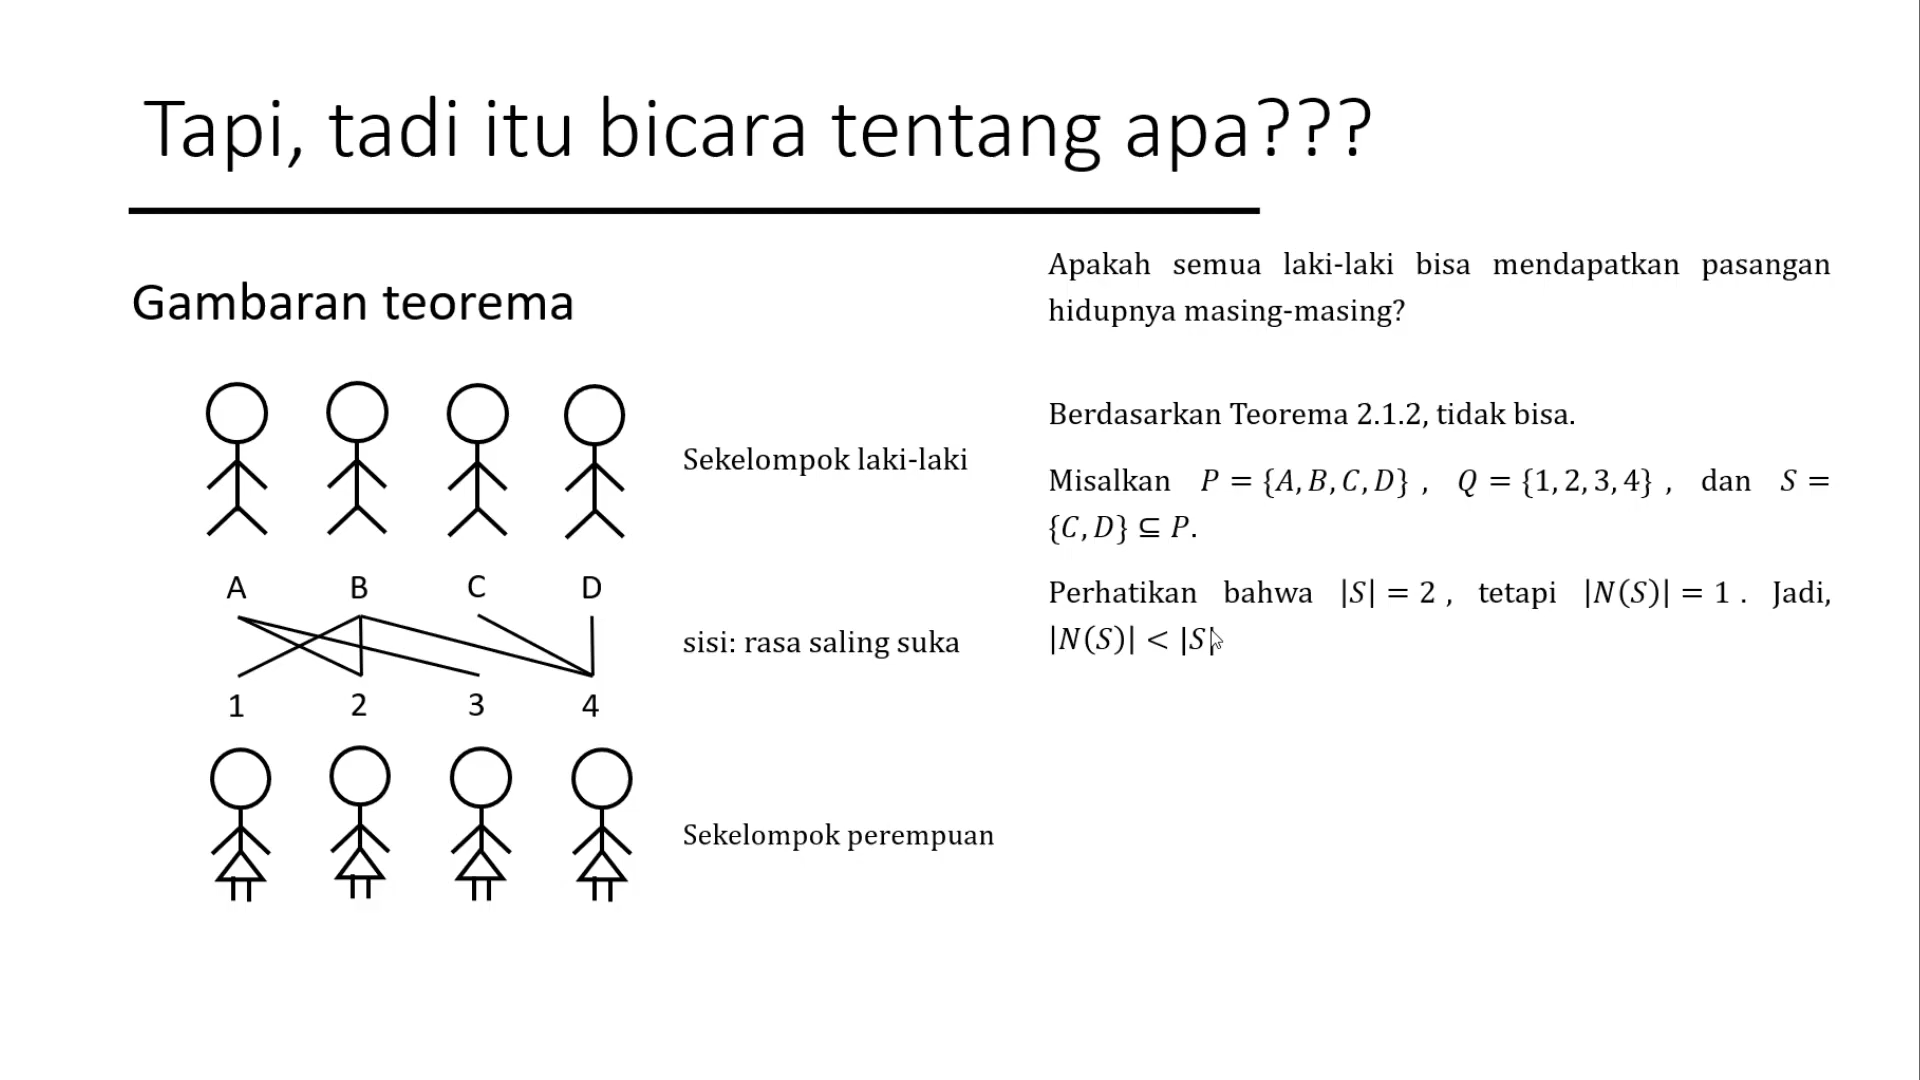 Tapi, tadi itu bicara tentang apa???
Gambaran teorema
Sekelompok laki-laki
A B C D
sisi: rasa saling suka
1 2 3 4
Sekelompok perempuan
Apakah semua laki-laki bisa mendapatkan pasangan
hidupnya masing-masing?
Berdasarkan Teorema 2.1.2, tidak bisa.
Misalkan P = {A, B, C, D} , Q = {1, 2, 3, 4} , dan S =
{C, D} ⊆ P.
Perhatikan bahwa |S| = 2 , tetapi |N(S)| = 1 . Jadi,
|N(S)| < |S|